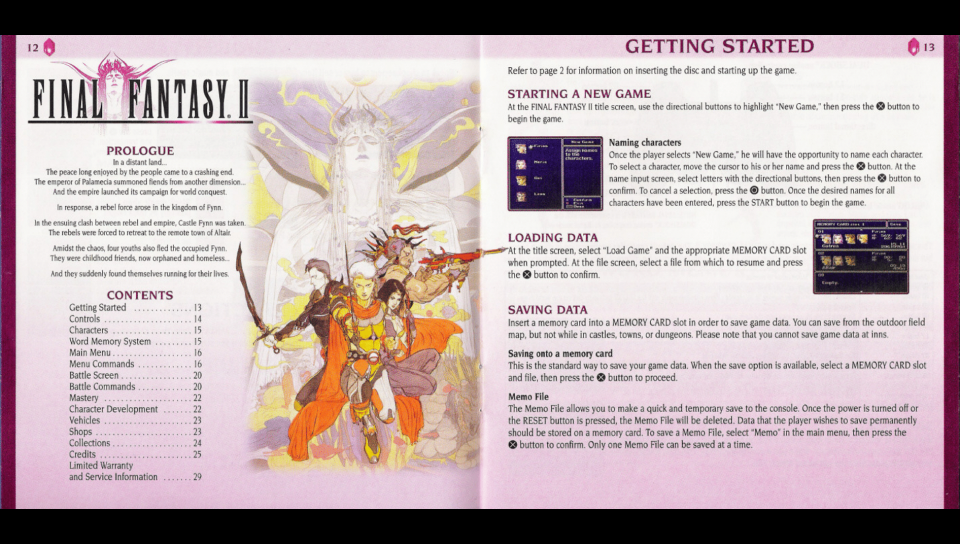 12
FINAL FANTASY® II
PROLOGUE
In a distant land...
The peace long enjoyed by the people came to a crashing end.
The emperor of Palamecia summoned fiends from another dimension...
And the empire launched its campaign for world conquest.
In response, a rebel force arose in the kingdom of Fynn.
In the ensuing clash between rebel and empire, Castle Fynn was taken.
The rebels were forced to retreat to the remote town of Altair.
Amidst the chaos, four youths also fled the occupied Fynn.
They were childhood friends, now orphaned and homeless...
And they suddenly found themselves running for their lives.
CONTENTS
Getting Started . . . . . . . . . . . . . . 13
Controls . . . . . . . . . . . . . . . . . . . . . 14
Characters . . . . . . . . . . . . . . . . . . . 15
Word Memory System . . . . . . . . . 15
Main Menu . . . . . . . . . . . . . . . . . . . 16
Menu Commands . . . . . . . . . . . . . 16
Battle Screen . . . . . . . . . . . . . . . . . 20
Battle Commands . . . . . . . . . . . . . 20
Mastery . . . . . . . . . . . . . . . . . . . . . 22
Character Development . . . . . . . 22
Vehicles . . . . . . . . . . . . . . . . . . . . . 23
Shops . . . . . . . . . . . . . . . . . . . . . . . 23
Collections . . . . . . . . . . . . . . . . . . . 24
Credits . . . . . . . . . . . . . . . . . . . . . . 25
Limited Warranty
and Service Information . . . . . . . 29
GETTING STARTED
13
Refer to page 2 for information on inserting the disc and starting up the game.
STARTING A NEW GAME
At the FINAL FANTASY II title screen, use the directional buttons to highlight "New Game," then press the ⊗ button to
begin the game.
New Game
Assign names
to the
characters.
Firion
Maria
Guy
Leon
Naming characters
Once the player selects "New Game," he will have the opportunity to name each character.
To select a character, move the cursor to his or her name and press the ⊗ button. At the
name input screen, select letters with the directional buttons, then press the ⊗ button to
confirm. To cancel a selection, press the ⊙ button. Once the desired names for all
characters have been entered, press the START button to begin the game.
LOADING DATA
At the title screen, select "Load Game" and the appropriate MEMORY CARD slot
when prompted. At the file screen, select a file from which to resume and press
the ⊗ button to confirm.
MEMORY CARD slot 1
Save
Firion
Empty
SAVING DATA
Insert a memory card into a MEMORY CARD slot in order to save game data. You can save from the outdoor field
map, but not while in castles, towns, or dungeons. Please note that you cannot save game data at inns.
Saving onto a memory card
This is the standard way to save your game data. When the save option is available, select a MEMORY CARD slot
and file, then press the ⊗ button to proceed.
Memo File
The Memo File allows you to make a quick and temporary save to the console. Once the power is turned off or
the RESET button is pressed, the Memo File will be deleted. Data that the player wishes to save permanently
should be stored on a memory card. To save a Memo File, select "Memo" in the main menu, then press the
⊗ button to confirm. Only one Memo File can be saved at a time.